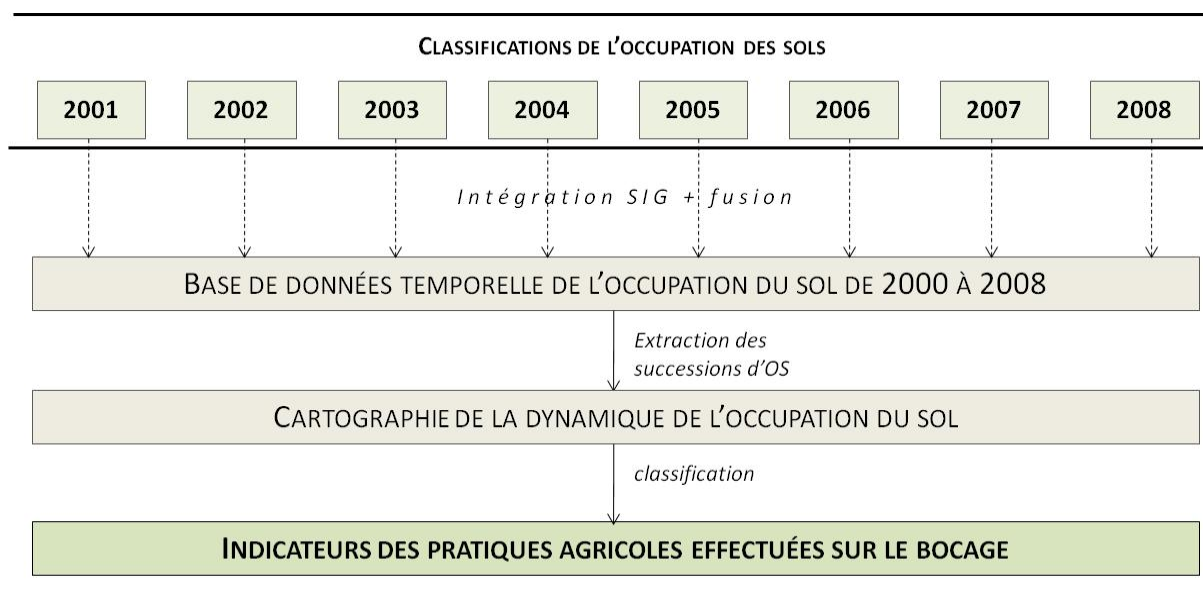 CLASSIFICATIONS DE L'OCCUPATION DES SOLS
2001 2002 2003 2004 2005 2006 2007 2008
Intégration SIG + fusion
BASE DE DONNÉES TEMPORELLE DE L'OCCUPATION DU SOL DE 2000 À 2008
Extraction des
successions d'OS
CARTOGRAPHIE DE LA DYNAMIQUE DE L'OCCUPATION DU SOL
classification
INDICATEURS DES PRATIQUES AGRICOLES EFFECTUÉES SUR LE BOCAGE